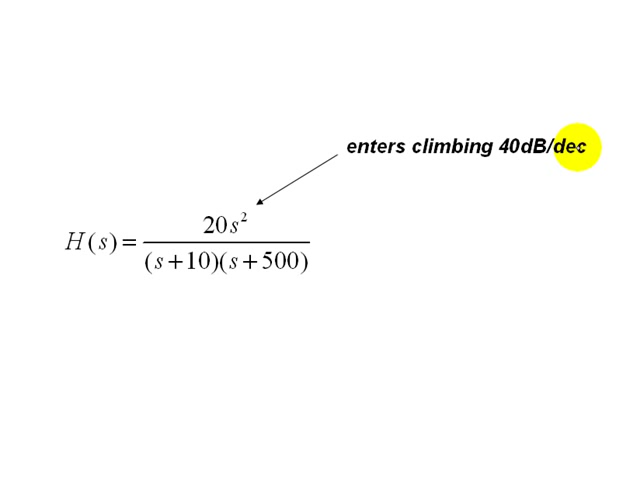 enters climbing 40dB/dec
H(s) = 20s² / (s+10)(s+500)